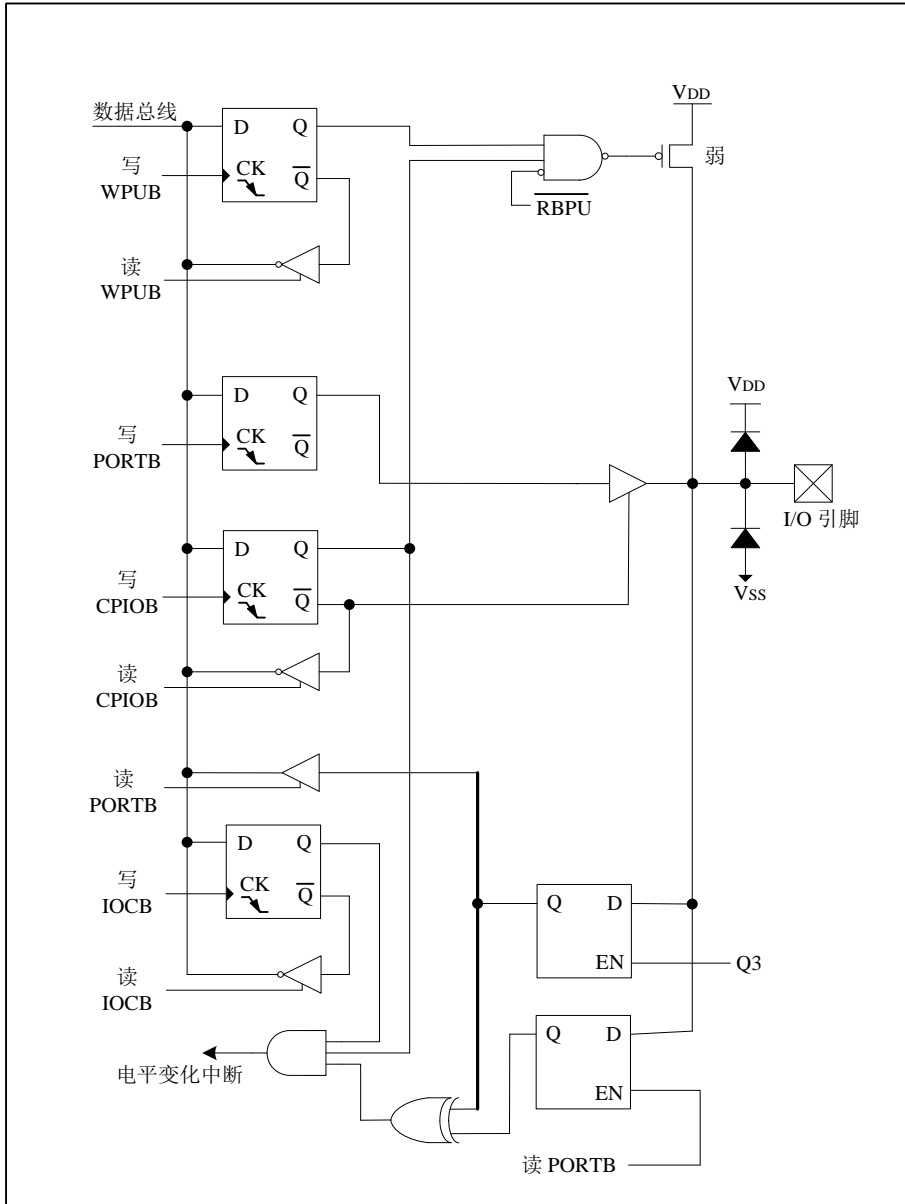 数据总线
D Q
写
WPUB
CK
Q
读
WPUB
RBPU
VDD
弱
D Q
写
PORTB
CK
Q
VDD
I/O 引脚
VSS
D Q
写
CPIOB
CK
Q
读
CPIOB
读
PORTB
D Q
写
IOCB
CK
Q
读
IOCB
Q D
EN
Q3
Q D
EN
电平变化中断
读 PORTB